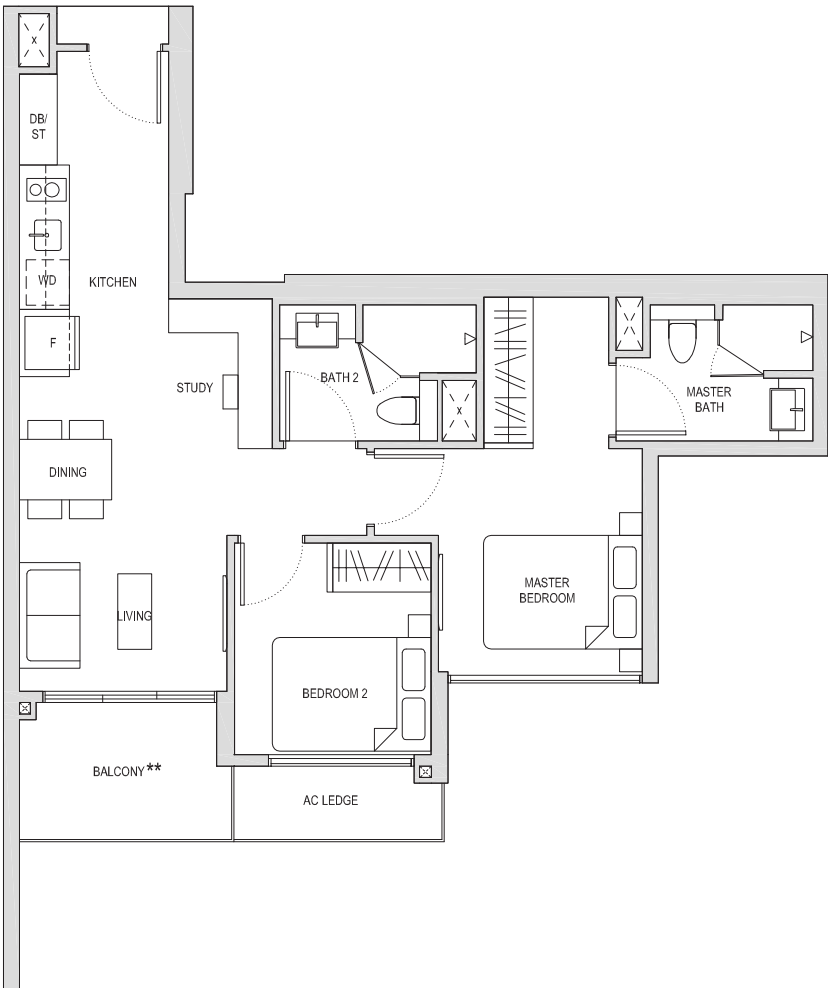 x
DB/
ST
WD
KITCHEN
F
STUDY
BATH 2
x
MASTER
BATH
DINING
MASTER
BEDROOM
LIVING
BEDROOM 2
BALCONY**
AC LEDGE